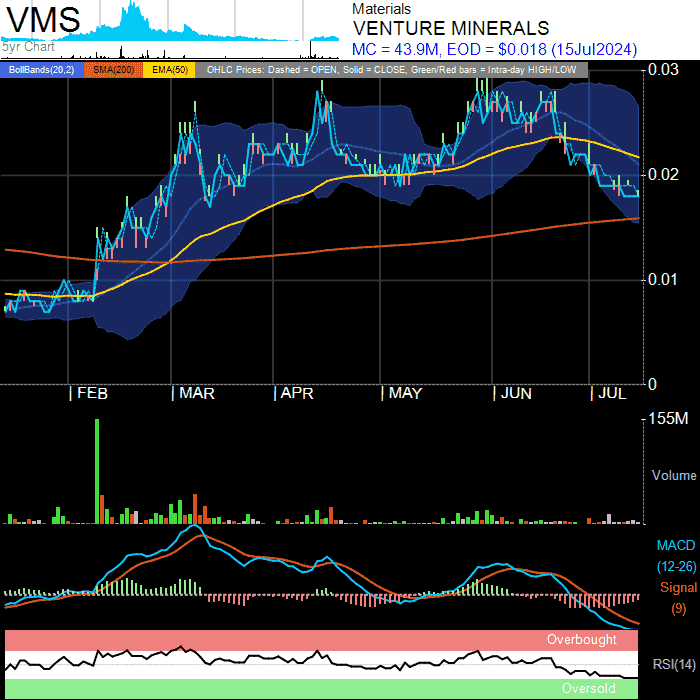 VMS
5yr Chart
Materials
VENTURE MINERALS
MC = 43.9M, EOD = $0.018 (15Jul2024)
BollBands(20,2) SMA(200) EMA(50) OHLC Prices: Dashed = OPEN, Solid = CLOSE, Green/Red bars = Intra-day HIGH/LOW
0.03
0.02
0.01
0
FEB MAR APR MAY JUN JUL
155M
Volume
MACD
(12-26)
Signal
(9)
Overbought
RSI(14)
Oversold